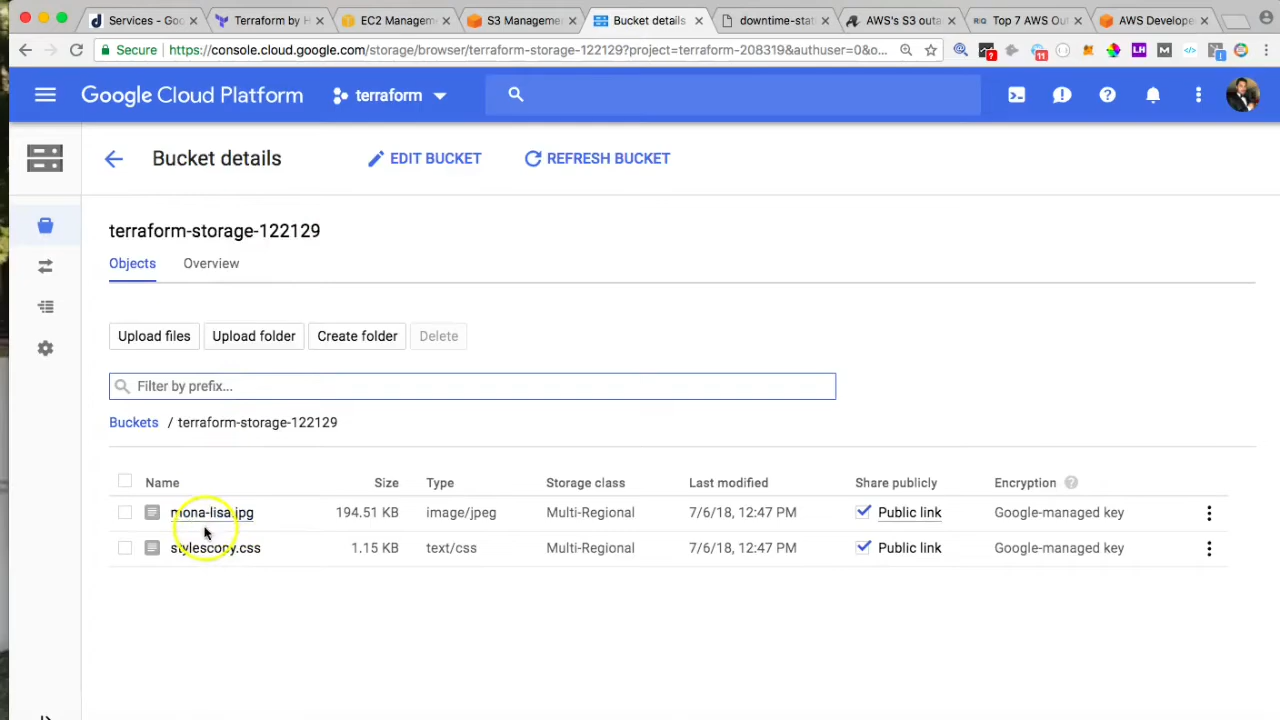 Services - Goo
Terraform by H
EC2 Managem
S3 Manageme
Bucket details
downtime-stat
AWS's S3 outa
RQ Top 7 AWS Out
AWS Develope
Secure https://console.cloud.google.com/storage/browser/terraform-storage-122129?project=terraform-208319&authuser=0&o...
? 11 LH M
Google Cloud Platform terraform
Bucket details EDIT BUCKET REFRESH BUCKET
terraform-storage-122129
Objects Overview
Upload files Upload folder Create folder Delete
Filter by prefix...
Buckets / terraform-storage-122129
Name Size Type Storage class Last modified Share publicly Encryption ?
mona-lisa.jpg 194.51 KB image/jpeg Multi-Regional 7/6/18, 12:47 PM Public link Google-managed key
stylescopy.css 1.15 KB text/css Multi-Regional 7/6/18, 12:47 PM Public link Google-managed key